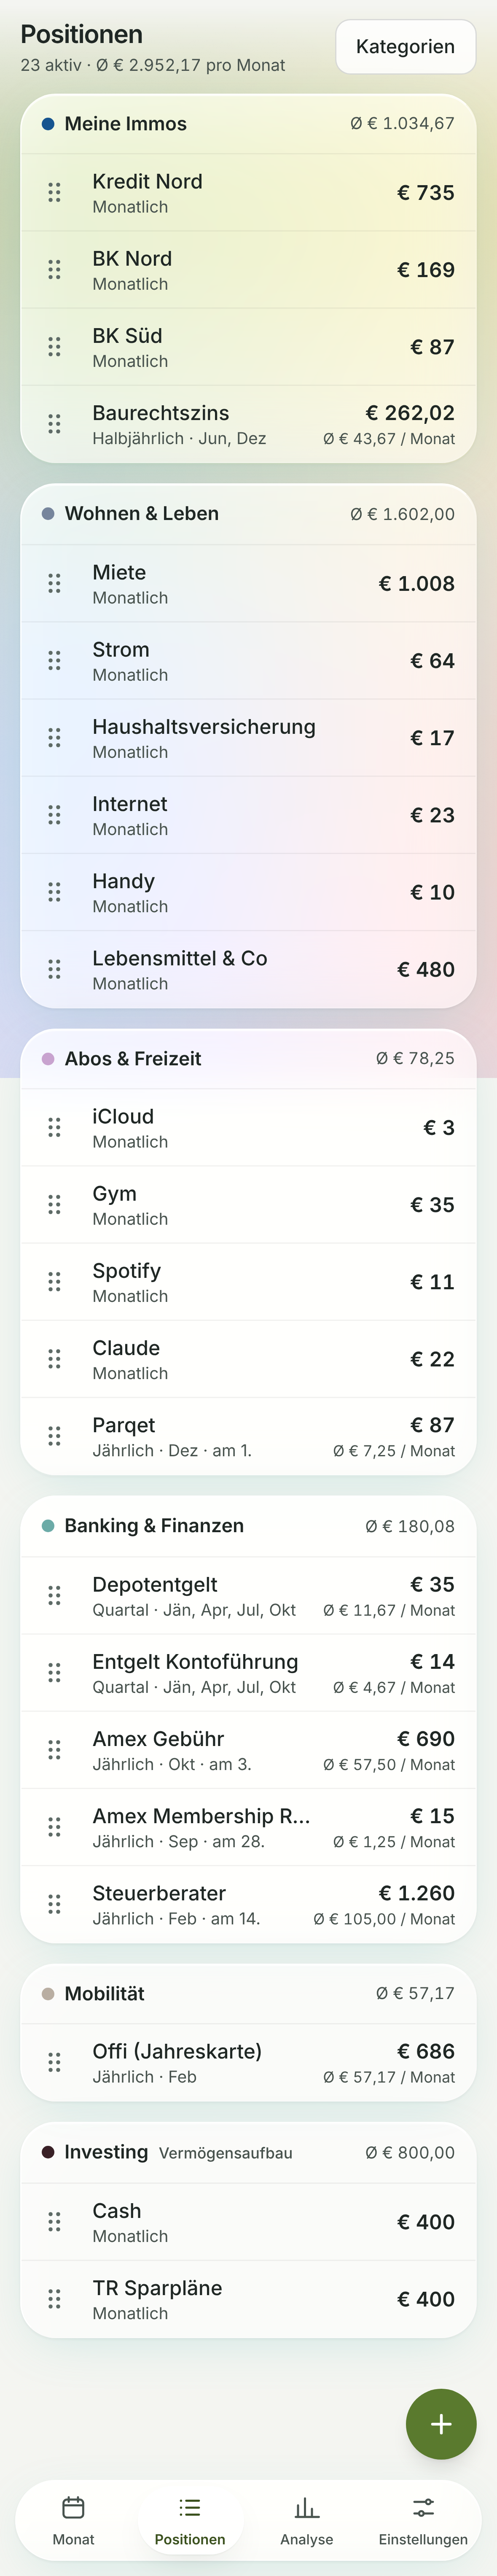 Positionen
Kategorien
23 aktiv · Ø € 2.952,17 pro Monat
Meine Immos Ø € 1.034,67
Kredit Nord
Monatlich
€ 735
BK Nord
Monatlich
€ 169
BK Süd
Monatlich
€ 87
Baurechtszins € 262,02
Halbjährlich · Jun, Dez Ø € 43,67 / Monat
Wohnen & Leben Ø € 1.602,00
Miete
Monatlich
€ 1.008
Strom
Monatlich
€ 64
Haushaltsversicherung
Monatlich
€ 17
Internet
Monatlich
€ 23
Handy
Monatlich
€ 10
Lebensmittel & Co
Monatlich
€ 480
Abos & Freizeit Ø € 78,25
iCloud
Monatlich
€ 3
Gym
Monatlich
€ 35
Spotify
Monatlich
€ 11
Claude
Monatlich
€ 22
Parqet € 87
Jährlich · Dez · am 1. Ø € 7,25 / Monat
Banking & Finanzen Ø € 180,08
Depotentgelt € 35
Quartal · Jän, Apr, Jul, Okt Ø € 11,67 / Monat
Entgelt Kontoführung € 14
Quartal · Jän, Apr, Jul, Okt Ø € 4,67 / Monat
Amex Gebühr € 690
Jährlich · Okt · am 3. Ø € 57,50 / Monat
Amex Membership R... € 15
Jährlich · Sep · am 28. Ø € 1,25 / Monat
Steuerberater € 1.260
Jährlich · Feb · am 14. Ø € 105,00 / Monat
Mobilität Ø € 57,17
Offi (Jahreskarte) € 686
Jährlich · Feb Ø € 57,17 / Monat
Investing Vermögensaufbau Ø € 800,00
Cash
Monatlich
€ 400
TR Sparpläne
Monatlich
€ 400
Monat Positionen Analyse Einstellungen